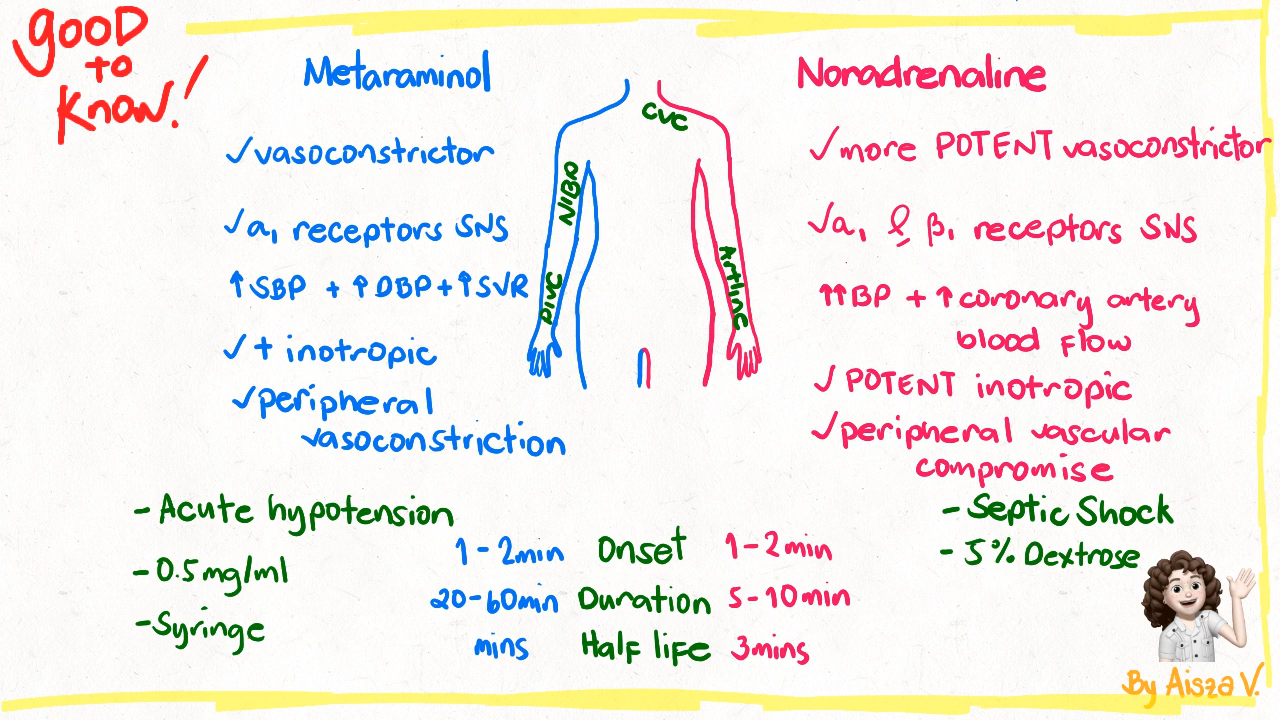 gOOD
to
Know!
Metaraminol
✓vasoconstrictor
✓α₁ receptors SNS
↑SBP + ↑DBP+↑SVR
✓+ inotropic
✓peripheral
vasoconstriction
- Acute hypotension
- 0.5mg/ml
- Syringe
CVC
NIBP
PIVC
Artline
Noradrenaline
✓more POTENT vasoconstrictor
✓α₁ & β₁ receptors SNS
↑↑BP + ↑coronary artery
blood flow
✓POTENT inotropic
✓peripheral vascular
compromise
- Septic Shock
- 5% Dextrose
1-2min Onset 1-2min
20-60min Duration 5-10min
mins Half life 3mins
By Aisza V.